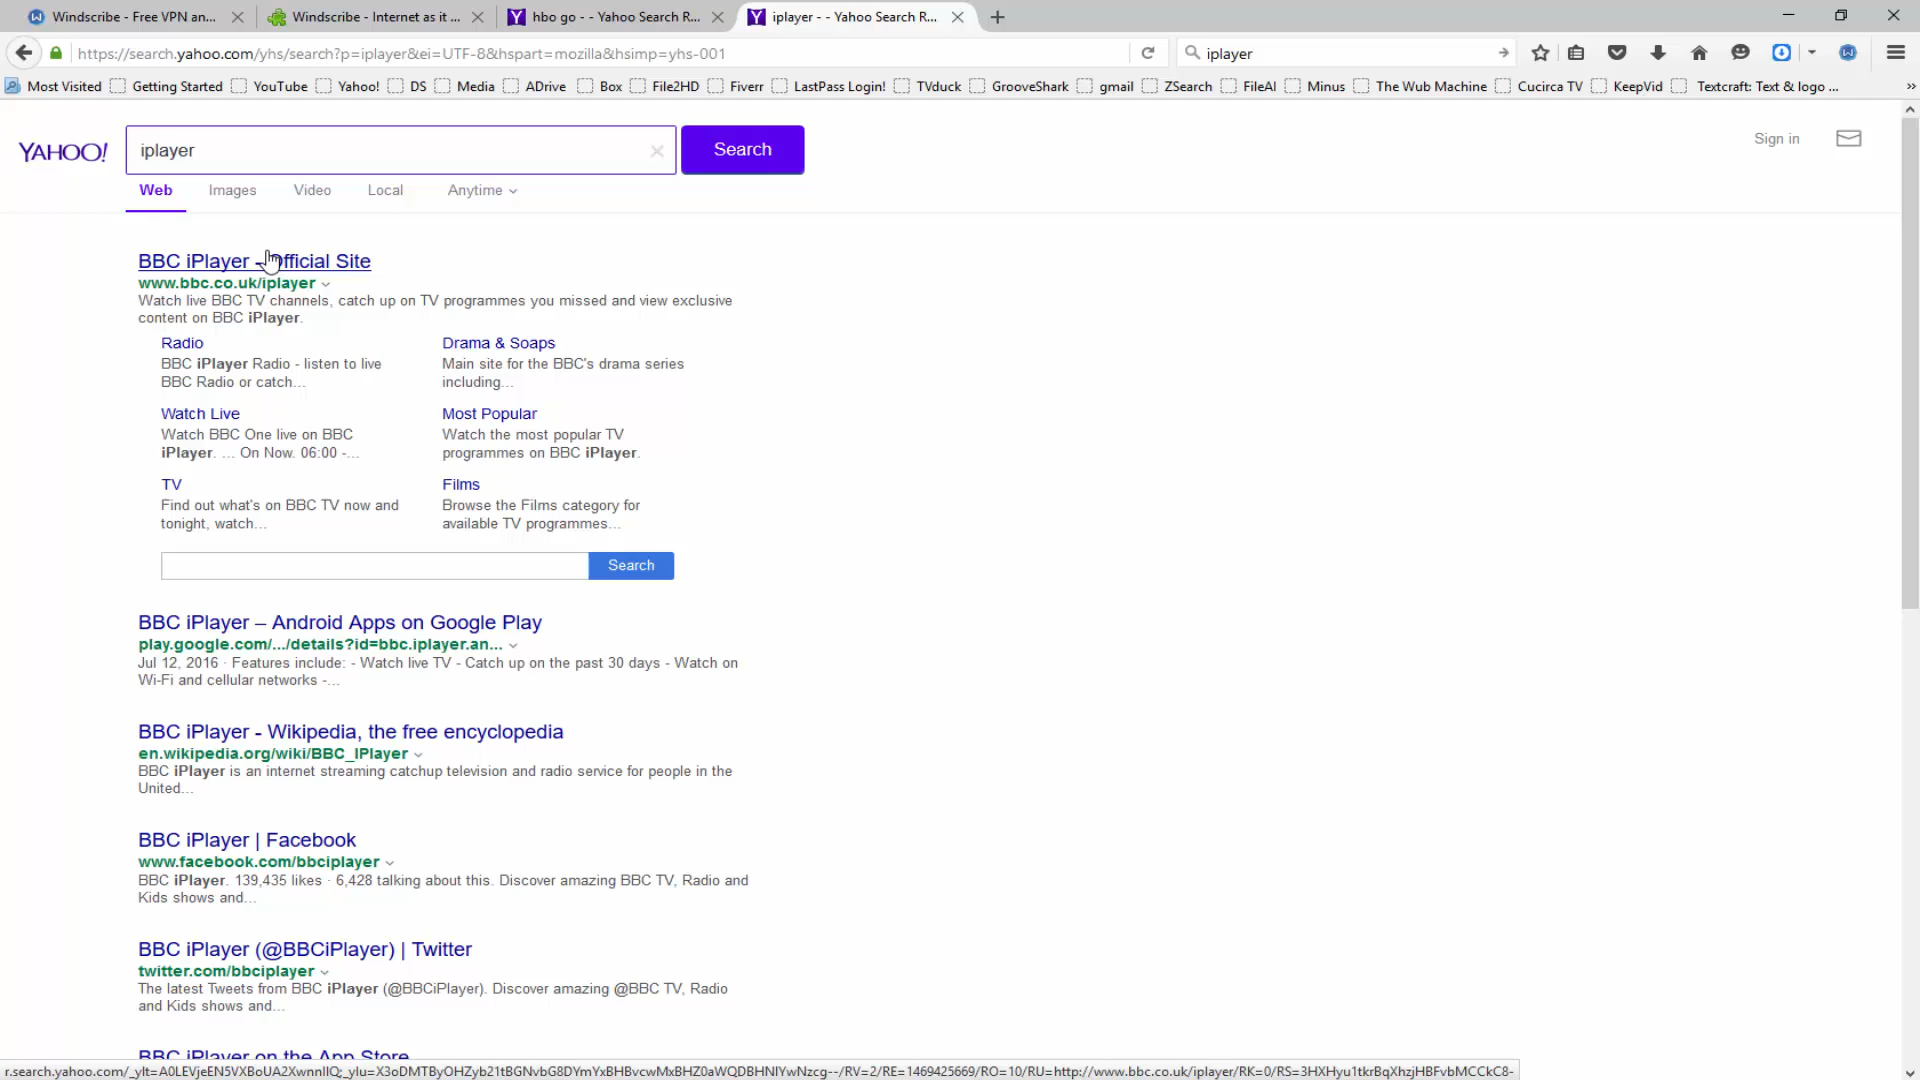 Windscribe - Free VPN an...
Windscribe - Internet as it ...
hbo go - - Yahoo Search R...
iplayer - - Yahoo Search R...
https://search.yahoo.com/yhs/search?p=iplayer&ei=UTF-8&hspart=mozilla&hsimp=yhs-001
iplayer
Most Visited
Getting Started
YouTube
Yahoo!
DS
Media
ADrive
Box
File2HD
Fiverr
LastPass Login!
TVduck
GrooveShark
gmail
ZSearch
FileAI
Minus
The Wub Machine
Cucirca TV
KeepVid
Textcraft: Text & logo ...
YAHOO!
iplayer
Search
Sign in
Web
Images
Video
Local
Anytime
BBC iPlayer - Official Site
www.bbc.co.uk/iplayer
Watch live BBC TV channels, catch up on TV programmes you missed and view exclusive
content on BBC iPlayer.
Radio
BBC iPlayer Radio - listen to live
BBC Radio or catch...
Drama & Soaps
Main site for the BBC's drama series
including...
Watch Live
Watch BBC One live on BBC
iPlayer. ... On Now. 06:00 -...
Most Popular
Watch the most popular TV
programmes on BBC iPlayer.
TV
Find out what's on BBC TV now and
tonight, watch...
Films
Browse the Films category for
available TV programmes...
Search
BBC iPlayer – Android Apps on Google Play
play.google.com/.../details?id=bbc.iplayer.an...
Jul 12, 2016 · Features include: - Watch live TV - Catch up on the past 30 days - Watch on
Wi-Fi and cellular networks -...
BBC iPlayer - Wikipedia, the free encyclopedia
en.wikipedia.org/wiki/BBC_IPlayer
BBC iPlayer is an internet streaming catchup television and radio service for people in the
United...
BBC iPlayer | Facebook
www.facebook.com/bbciplayer
BBC iPlayer. 139,435 likes · 6,428 talking about this. Discover amazing BBC TV, Radio and
Kids shows and...
BBC iPlayer (@BBCiPlayer) | Twitter
twitter.com/bbciplayer
The latest Tweets from BBC iPlayer (@BBCiPlayer). Discover amazing @BBC TV, Radio
and Kids shows and...
BBC iPlayer on the App Store